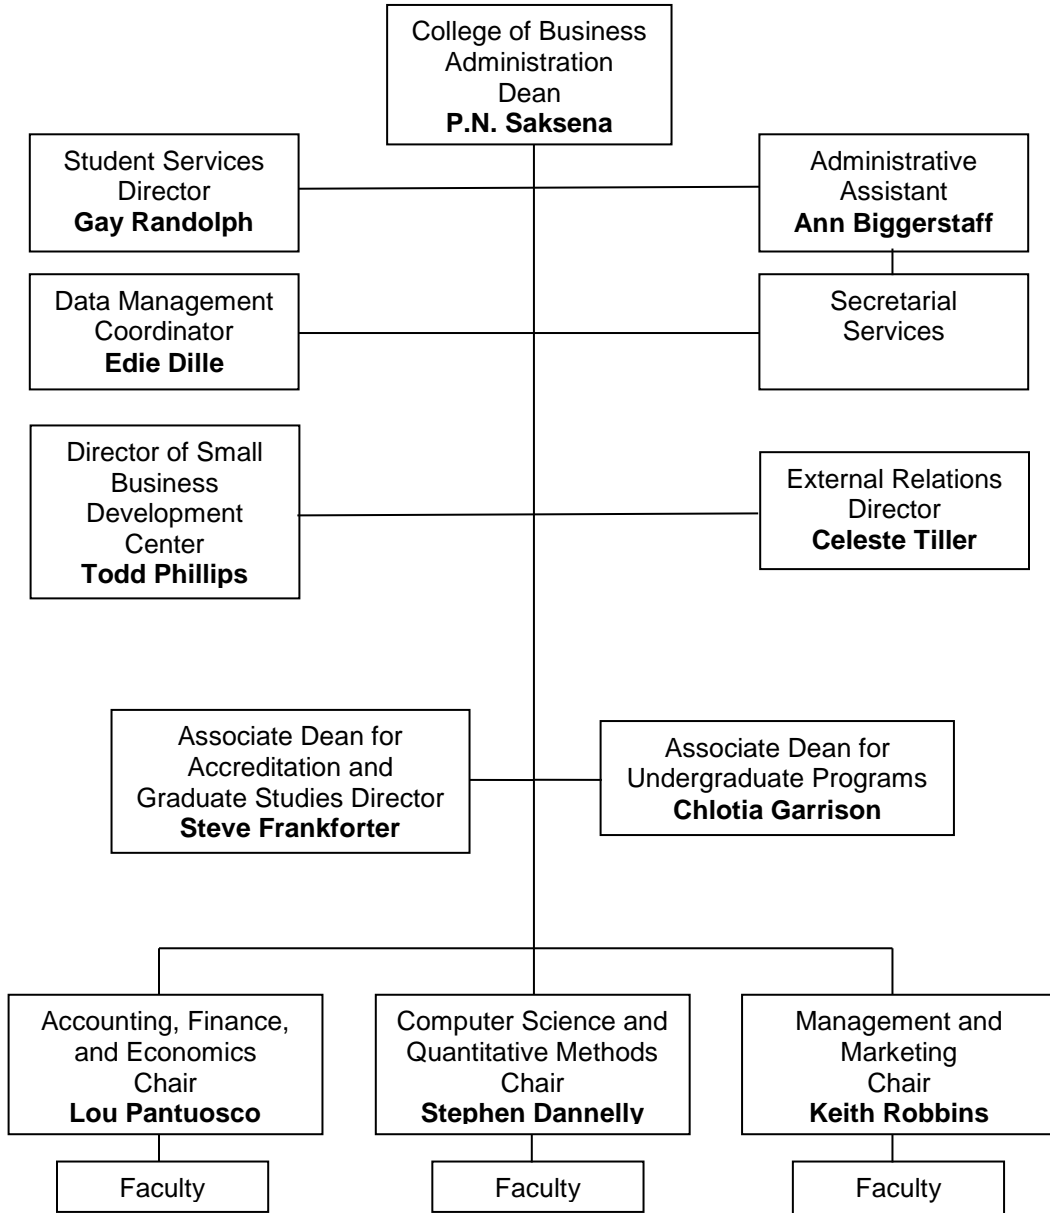 College of Business
Administration
Dean
P.N. Saksena
Student Services
Director
Gay Randolph
Administrative
Assistant
Ann Biggerstaff
Data Management
Coordinator
Edie Dille
Secretarial
Services
Director of Small
Business
Development
Center
Todd Phillips
External Relations
Director
Celeste Tiller
Associate Dean for
Accreditation and
Graduate Studies Director
Steve Frankforter
Associate Dean for
Undergraduate Programs
Chlotia Garrison
Accounting, Finance,
and Economics
Chair
Lou Pantuosco
Computer Science and
Quantitative Methods
Chair
Stephen Dannelly
Management and
Marketing
Chair
Keith Robbins
Faculty
Faculty
Faculty